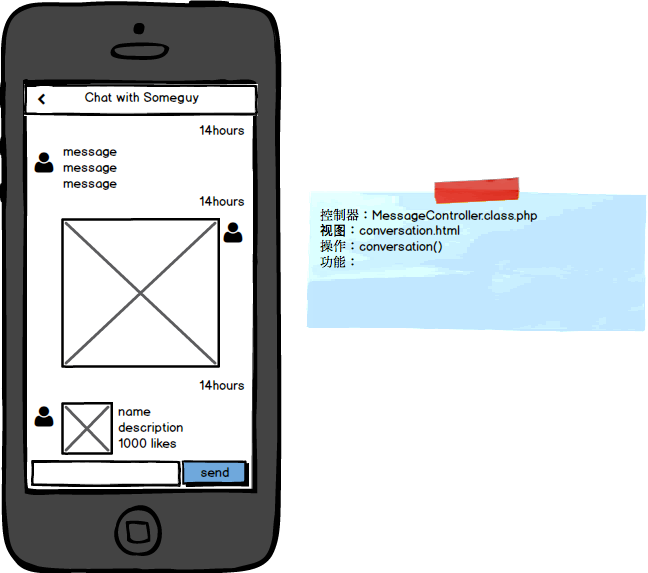 Chat with Someguy
14hours
message
message
message
14hours
14hours
name
description
1000 likes
send
控制器：MessageController.class.php
视图：conversation.html
操作：conversation()
功能：